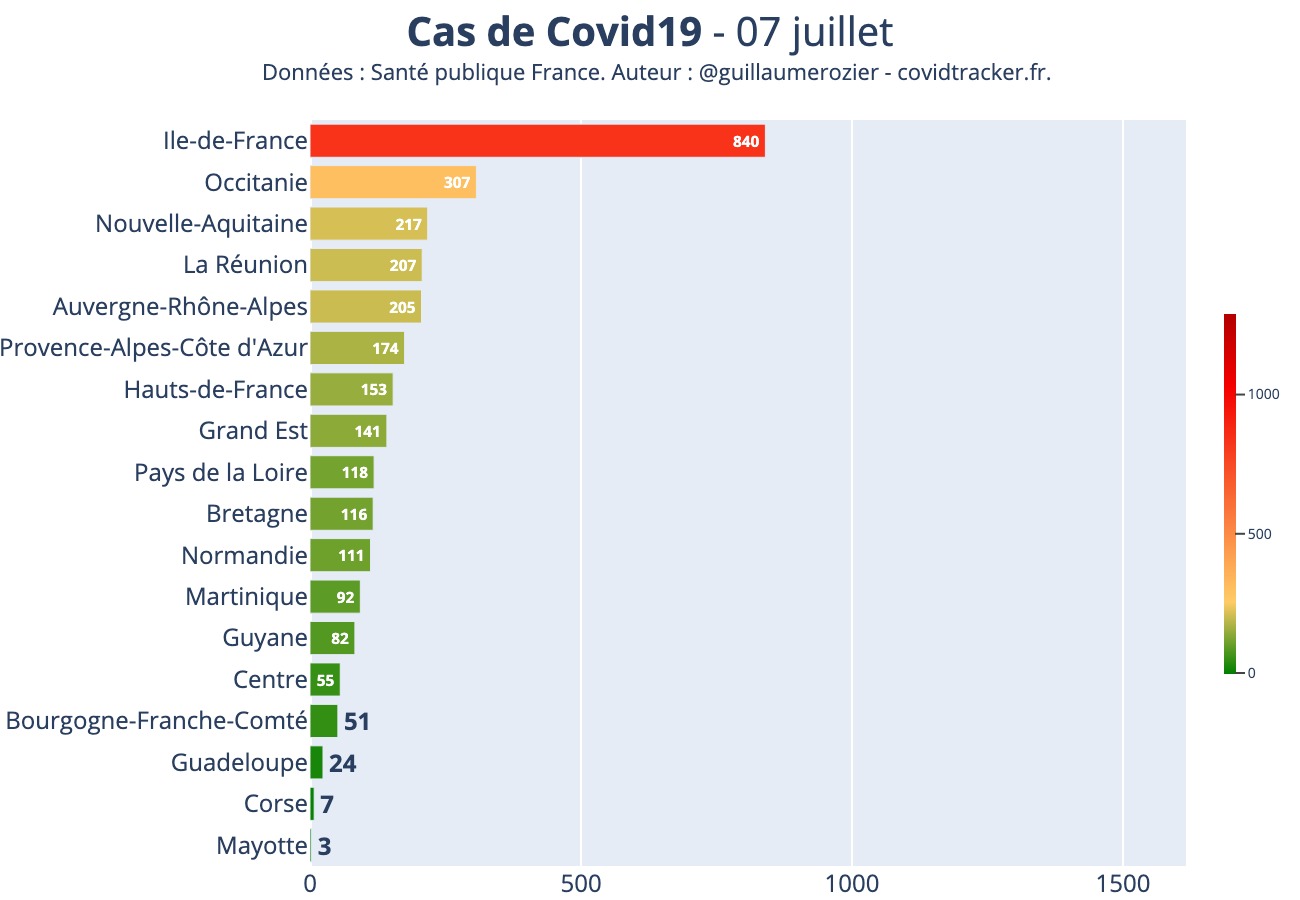 Cas de Covid19 - 07 juillet
Données : Santé publique France. Auteur : @guillaumerozier - covidtracker.fr.
Ile-de-France 840
Occitanie 307
Nouvelle-Aquitaine 217
La Réunion 207
Auvergne-Rhône-Alpes 205
Provence-Alpes-Côte d'Azur 174
Hauts-de-France 153
Grand Est 141
Pays de la Loire 118
Bretagne 116
Normandie 111
Martinique 92
Guyane 82
Centre 55
Bourgogne-Franche-Comté 51
Guadeloupe 24
Corse 7
Mayotte 3
0 500 1000 1500
1000
500
0